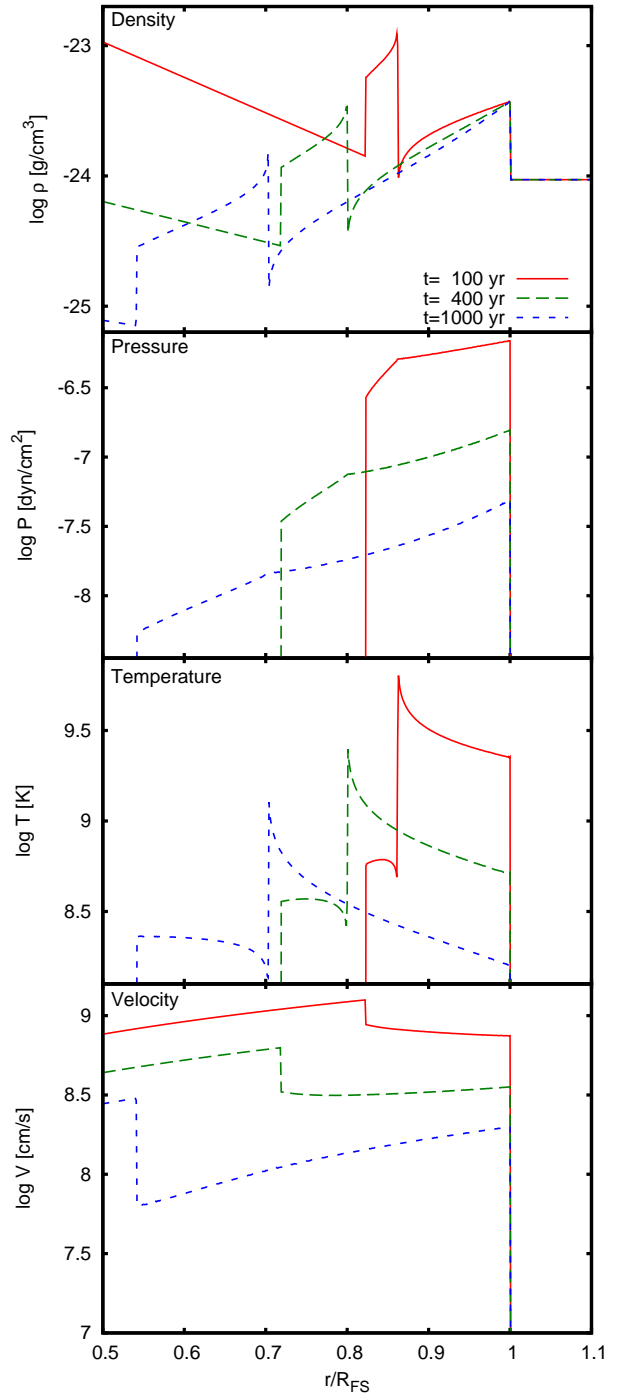 Density
-23
-24
-25
log ρ [g/cm³]
t= 100 yr
t= 400 yr
t=1000 yr
Pressure
-6.5
-7
-7.5
-8
log P [dyn/cm²]
Temperature
9.5
9
8.5
log T [K]
Velocity
9
8.5
8
7.5
7
log V [cm/s]
0.5 0.6 0.7 0.8 0.9 1 1.1
r/R_FS